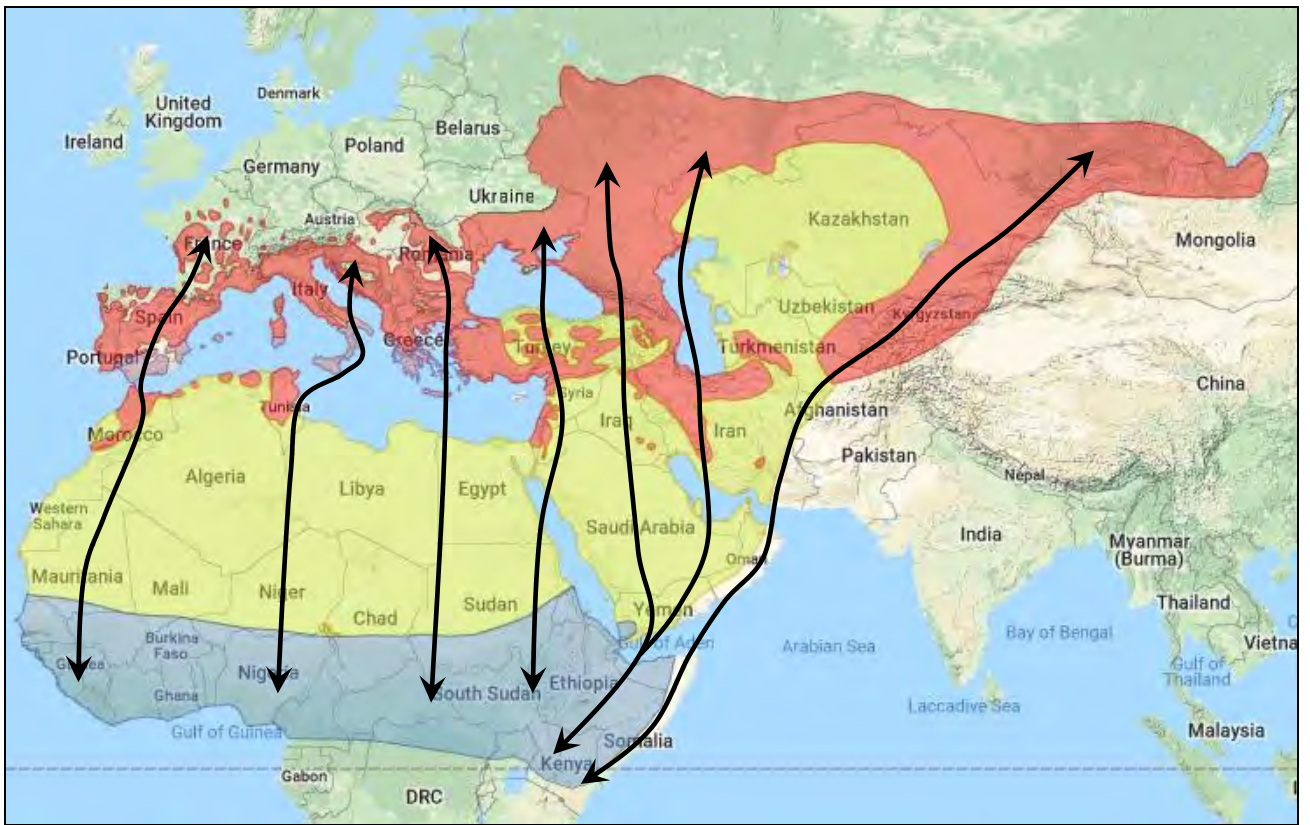 Denmark
United
Kingdom
Ireland
Belarus
Poland
Germany
Ukraine
Austria
France
Romania
Kazakhstan
Mongolia
Italy
Spain
Uzbekistan
Kyrgyzstan
Greece
Turkey
Turkmenistan
Portugal
China
Syria
Tunisia
Afghanistan
Iraq
Iran
Morocco
Pakistan
Algeria
Nepal
Libya
Egypt
Western
Sahara
Saudi Arabia
India
Myanmar
(Burma)
Oman
Mauritania
Mali
Niger
Thailand
Sudan
Chad
Yemen
Bay of Bengal
Burkina
Faso
Gulf of Aden
Arabian Sea
Vietna
Guinea
Nigeria
Gulf of
Thailand
Ethiopia
South Sudan
Ghana
Laccadive Sea
Gulf of Guinea
Malaysia
Somalia
Kenya
Gabon
DRC